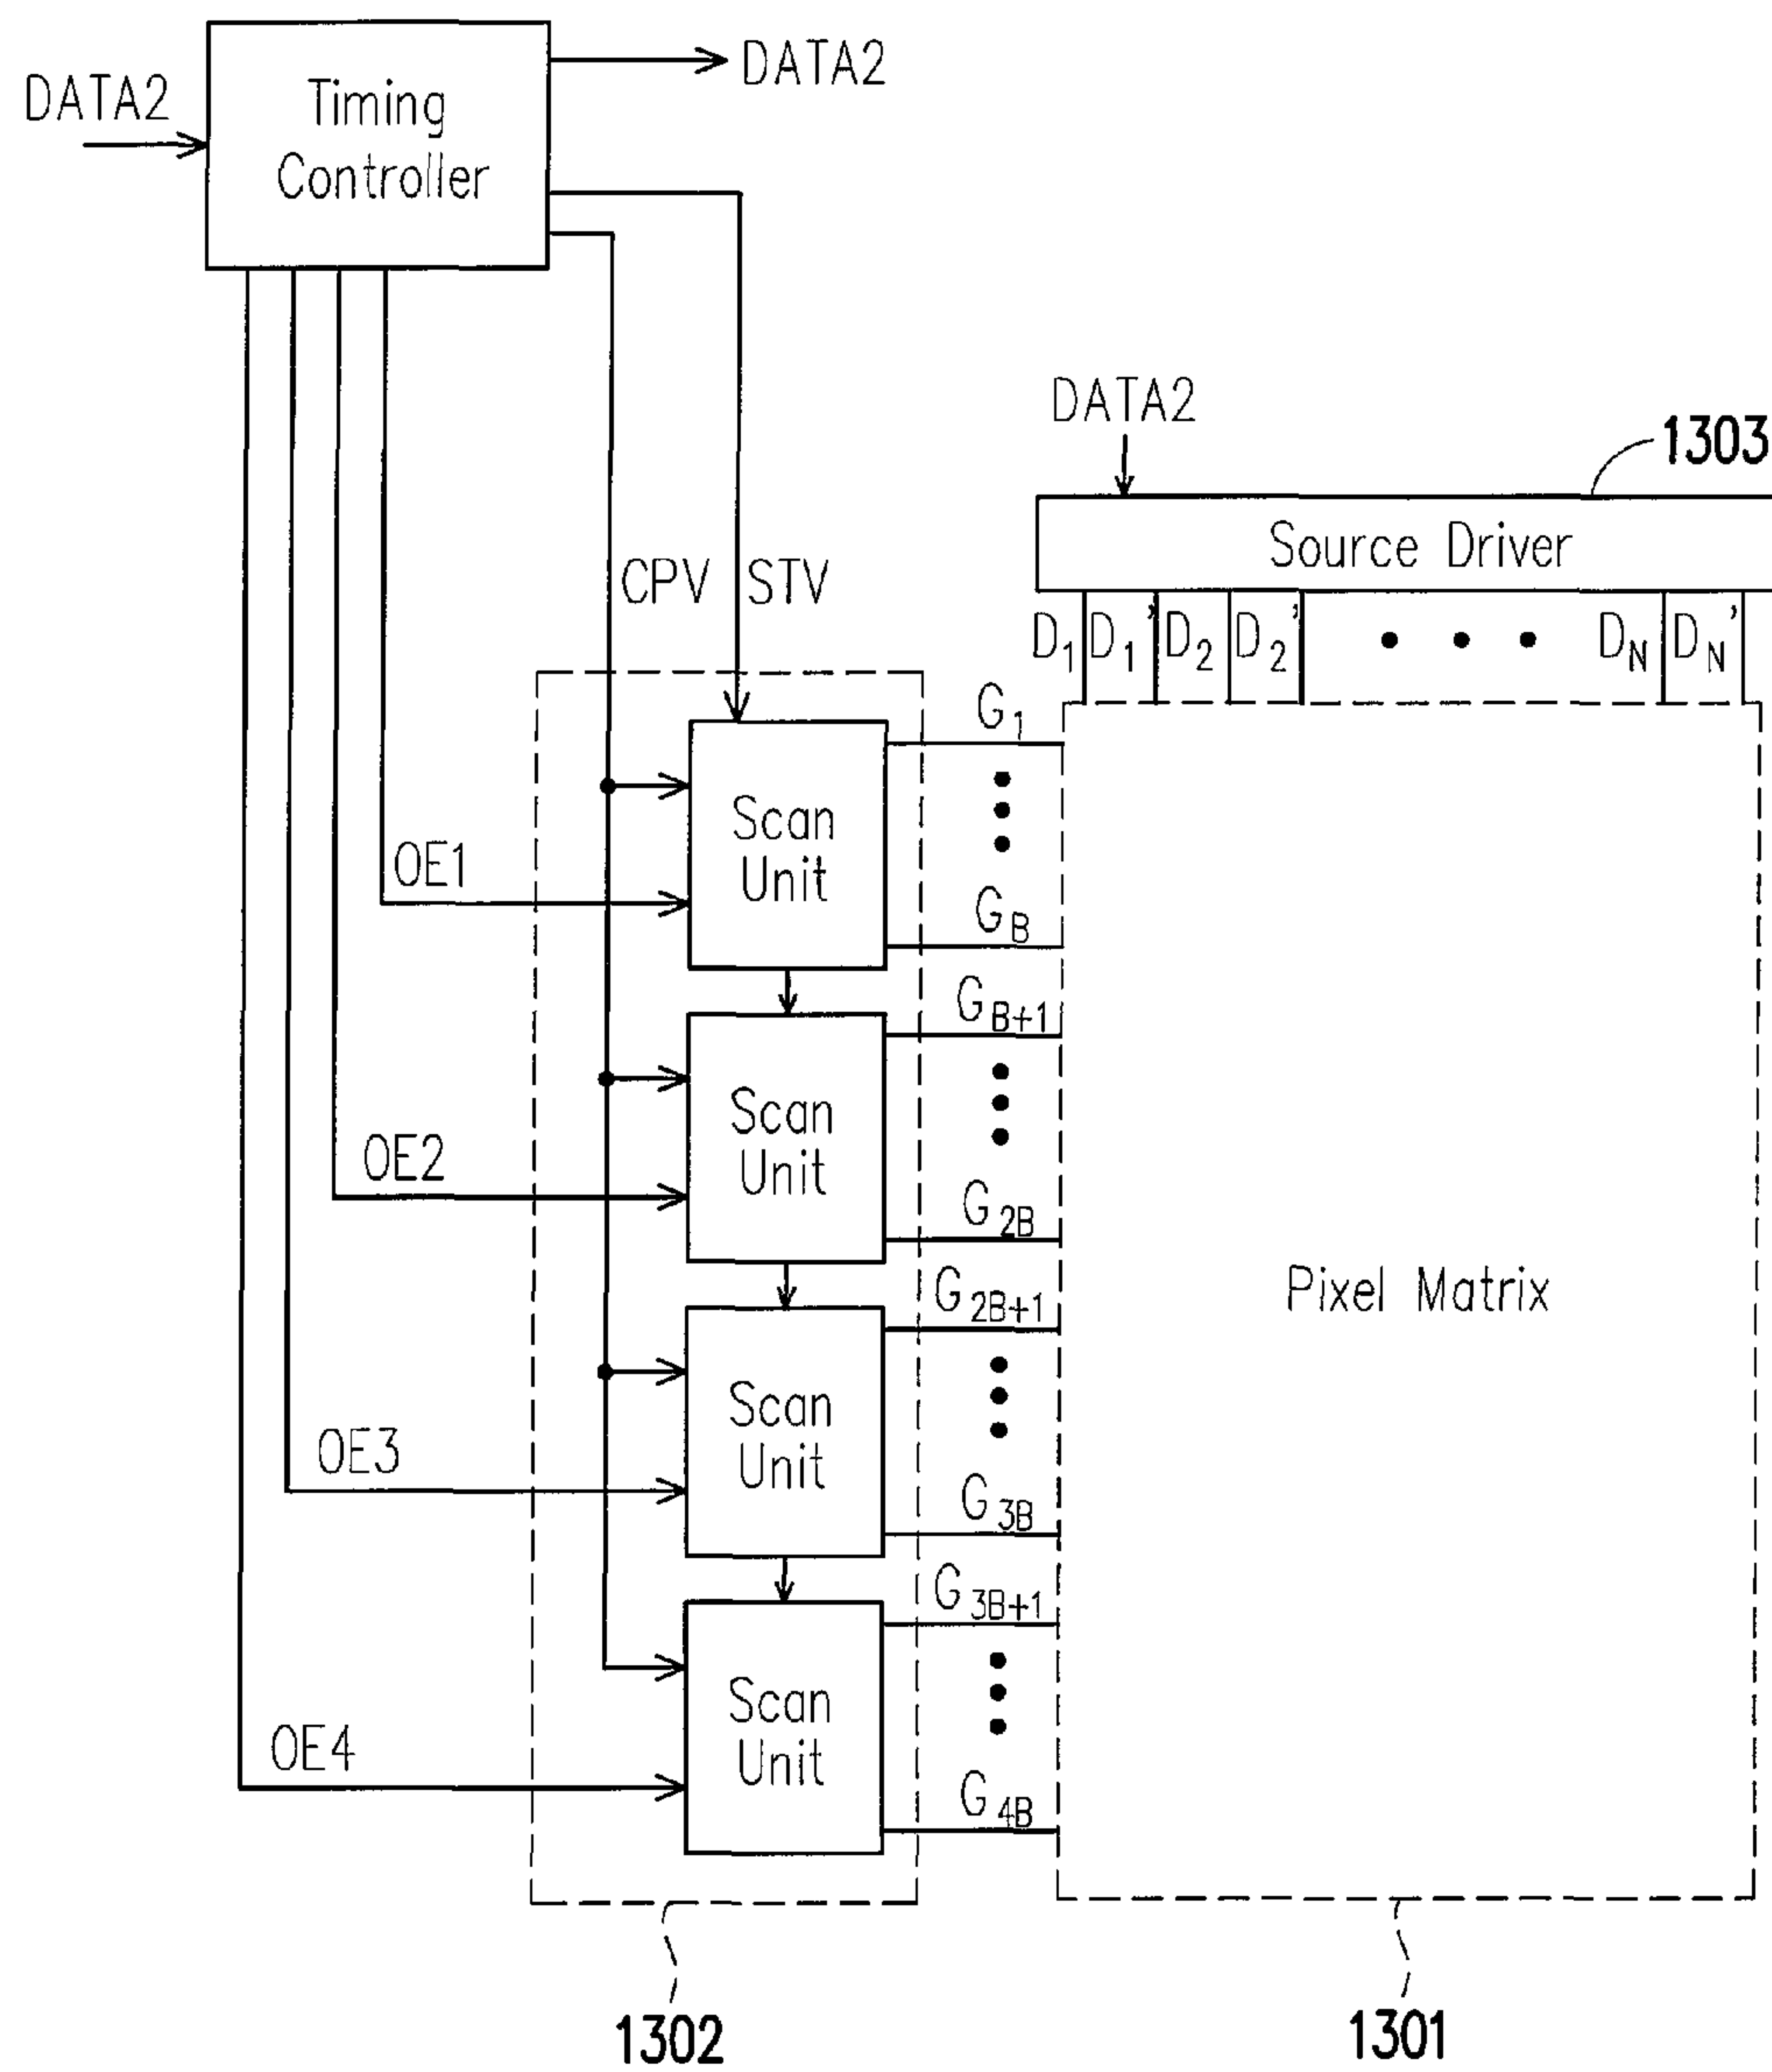 DATA2
Timing
Controller
DATA2
DATA2
1303
Source Driver
CPV
STV
D1 D1' D2 D2' • • • DN DN'
G1
Scan
Unit
OE1
GB
GB+1
Scan
Unit
OE2
G2B
G2B+1
Pixel Matrix
Scan
Unit
OE3
G3B
G3B+1
Scan
Unit
OE4
G4B
1302
1301